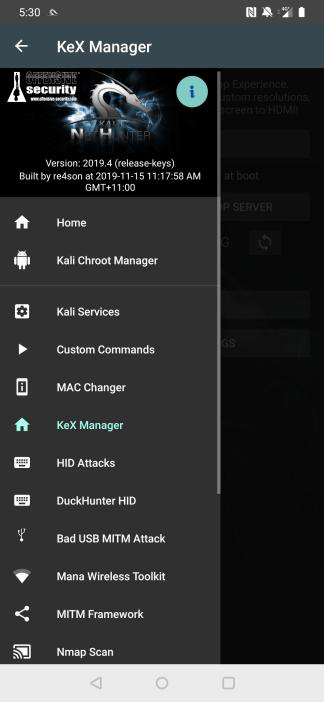 5:30
KeX Manager
OFFENSIVE
security
www.offensive-security.com
KALI
NETHUNTER
i
Version: 2019.4 (release-keys)
Built by re4son at 2019-11-15 11:17:58 AM
GMT+11:00
p Experience.
ustom resolutions,
screen to HDMI!
at boot
P SERVER
G
GS
Home
Kali Chroot Manager
Kali Services
Custom Commands
MAC Changer
KeX Manager
HID Attacks
DuckHunter HID
Bad USB MITM Attack
Mana Wireless Toolkit
MITM Framework
Nmap Scan